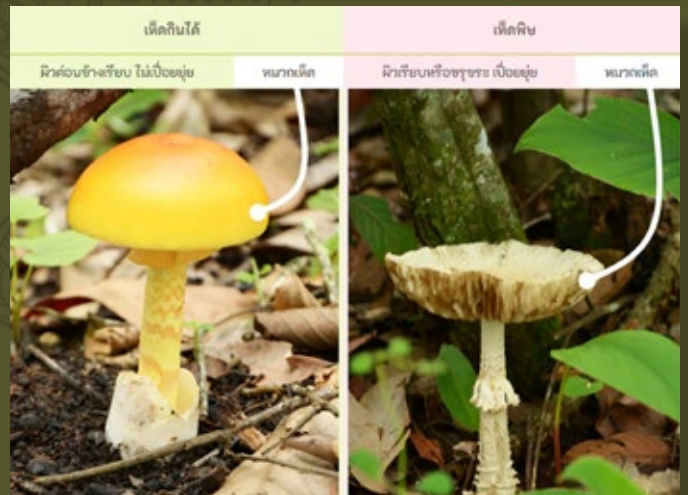 เห็ดกินได้
เห็ดพิษ
ผิวค่อนข้างเรียบ ไม่เปื่อยยุ่ย
หมวกเห็ด
ผิวเรียบหรือขรุขระ เปื่อยยุ่ย
หมวกเห็ด